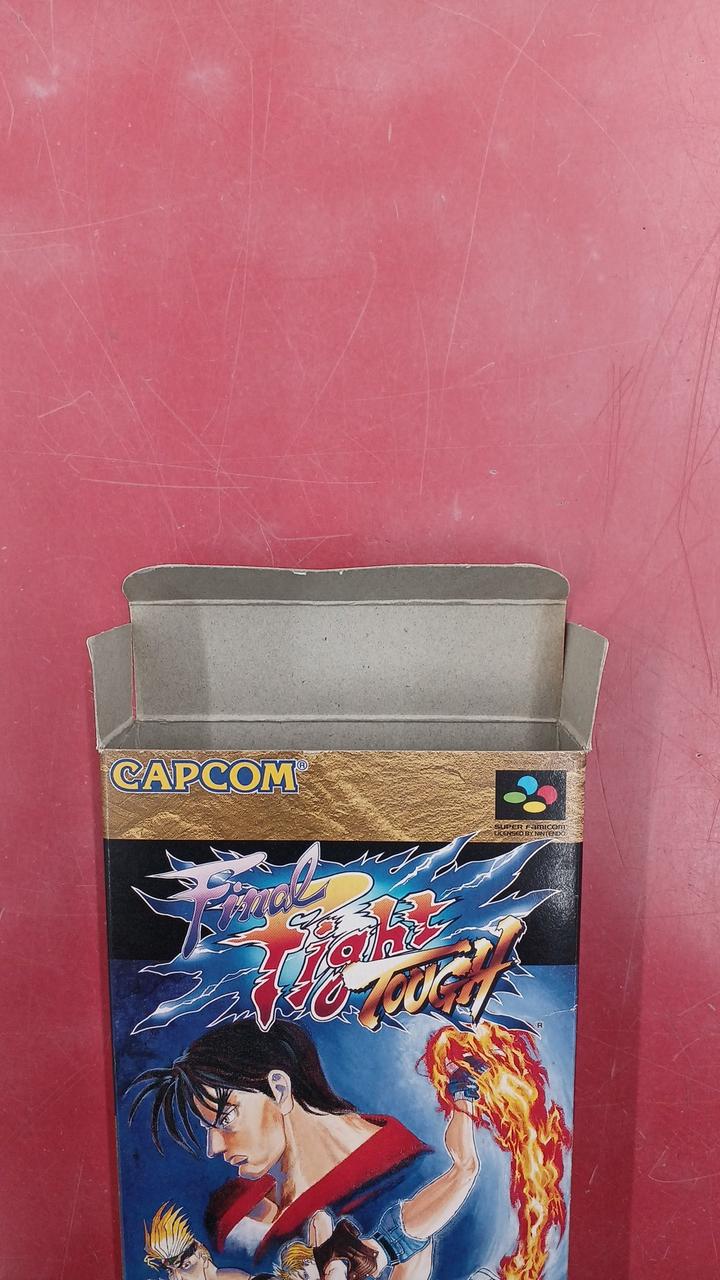 CAPCOM®
SUPER FAMICOM
LICENSED BY NINTENDO
Final
Fight
TOUGH
R